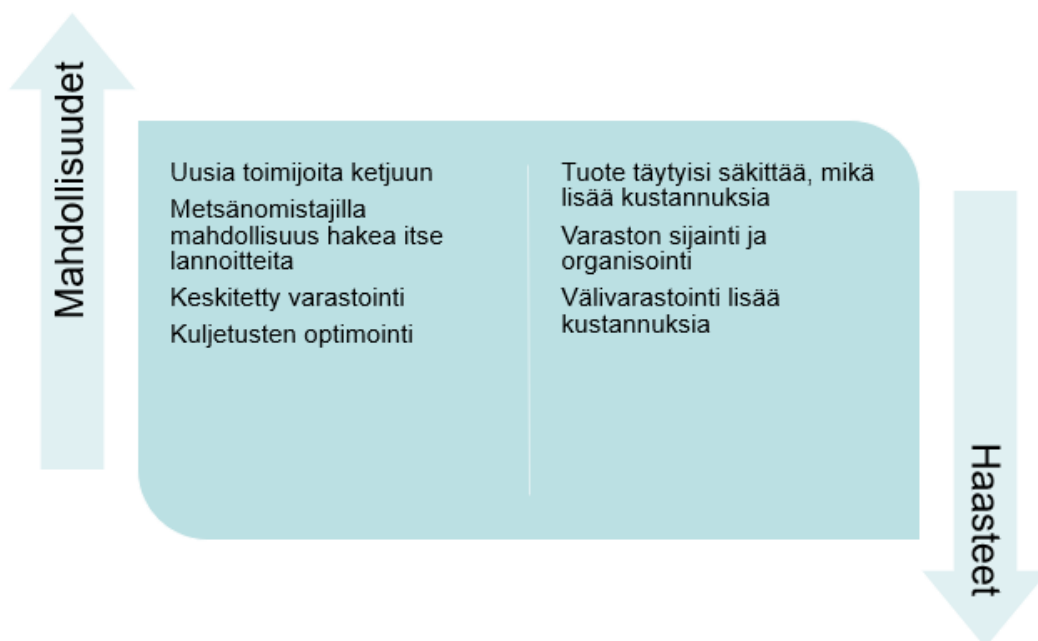 Mahdollisuudet
Uusia toimijoita ketjuun
Metsänomistajilla
mahdollisuus hakea itse
lannoitteita
Keskitetty varastointi
Kuljetusten optimointi
Tuote täytyisi säkittää, mikä
lisää kustannuksia
Varaston sijainti ja
organisointi
Välivarastointi lisää
kustannuksia
Haasteet